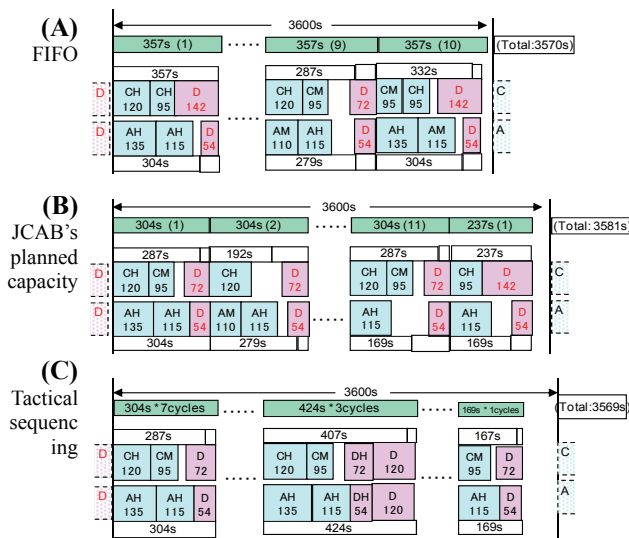 (A)
FIFO
3600s
357s (1) ..... 357s (9) 357s (10) (Total:3570s)
357s 287s 332s
D CH 120 CH 95 D 142 ..... CH 120 CM 95 D 72 CM 95 CH 95 D 142 C
D AH 135 AH 115 D 54 AM 110 AH 115 D 54 AH 135 AM 115 D 54 A
304s 279s 304s
(B)
JCAB's
planned
capacity
3600s
304s (1) 304s (2) ..... 304s (11) 237s (1) (Total:3581s)
287s 192s 287s 237s
D CH 120 CM 95 D 72 CH 120 D 72 CH 120 CM 95 D 72 CH 95 D 142 C
D AH 135 AH 115 D 54 AM 110 AH 115 D 54 ..... AH 115 D 54 AH 115 D 54 A
304s 279s 169s 169s
(C)
Tactical
sequenc
ing
3600s
304s *7cycles ..... 424s *3cycles ..... 169s * 1cycles (Total:3569s)
287s 407s 167s
D CH 120 CM 95 D 72 ..... CH 120 CM 95 DH 72 D 120 ..... CM 95 D 72 C
D AH 135 AH 115 D 54 AH 135 AH 115 DH 54 D 120 AH 115 D 54 A
304s 424s 169s